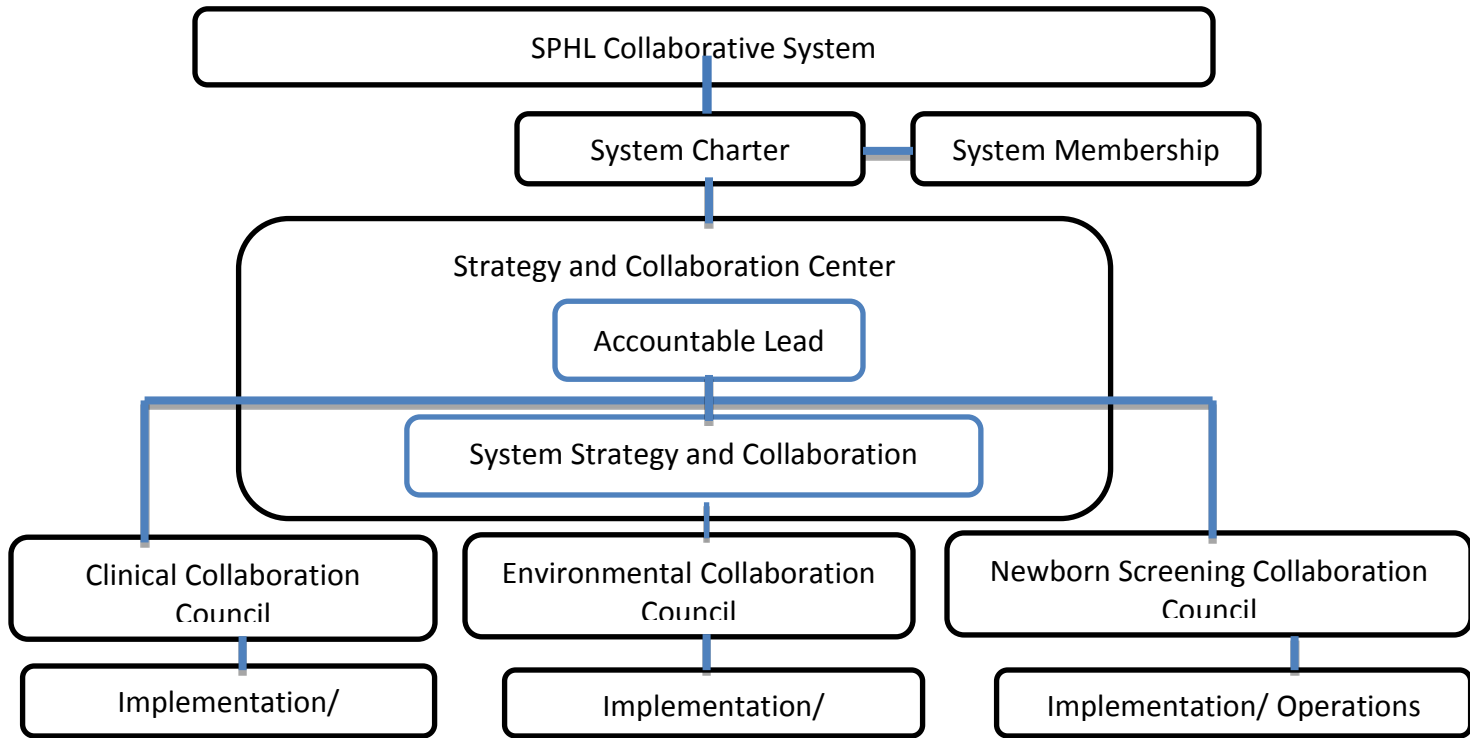 SPHL Collaborative System
System Charter
System Membership
Strategy and Collaboration Center
Accountable Lead
System Strategy and Collaboration
Clinical Collaboration
Council
Environmental Collaboration
Council
Newborn Screening Collaboration
Council
Implementation/
Implementation/
Implementation/ Operations